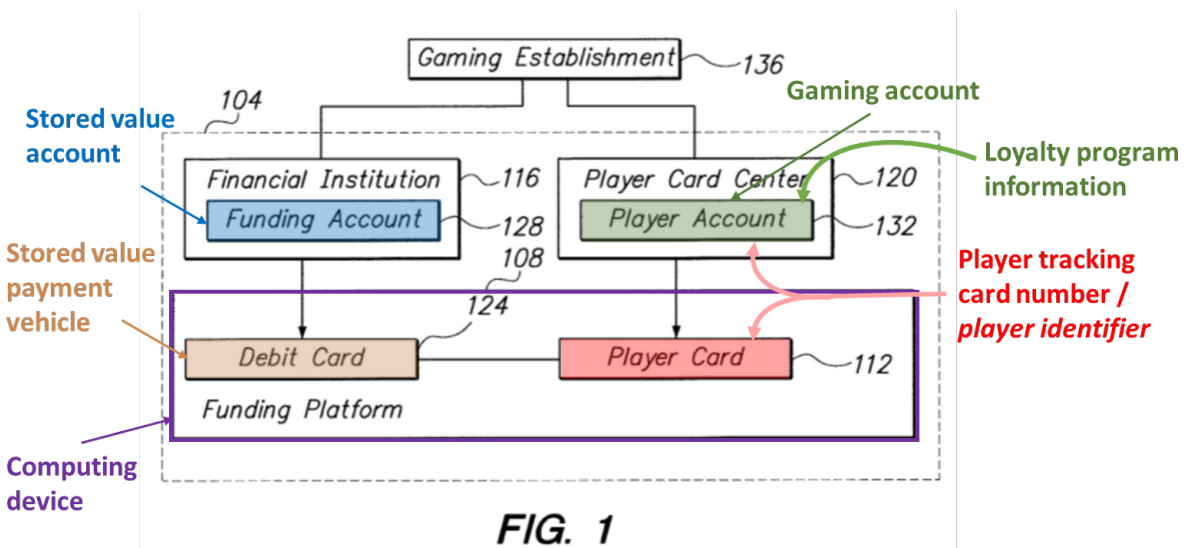 Gaming Establishment
136
Gaming account
104
Stored value
account
Loyalty program
information
Financial Institution
116
Player Card Center
120
Funding Account
128
Player Account
132
108
Stored value
payment
vehicle
Player tracking
card number /
player identifier
124
Debit Card
Player Card
112
Funding Platform
Computing
device
FIG. 1